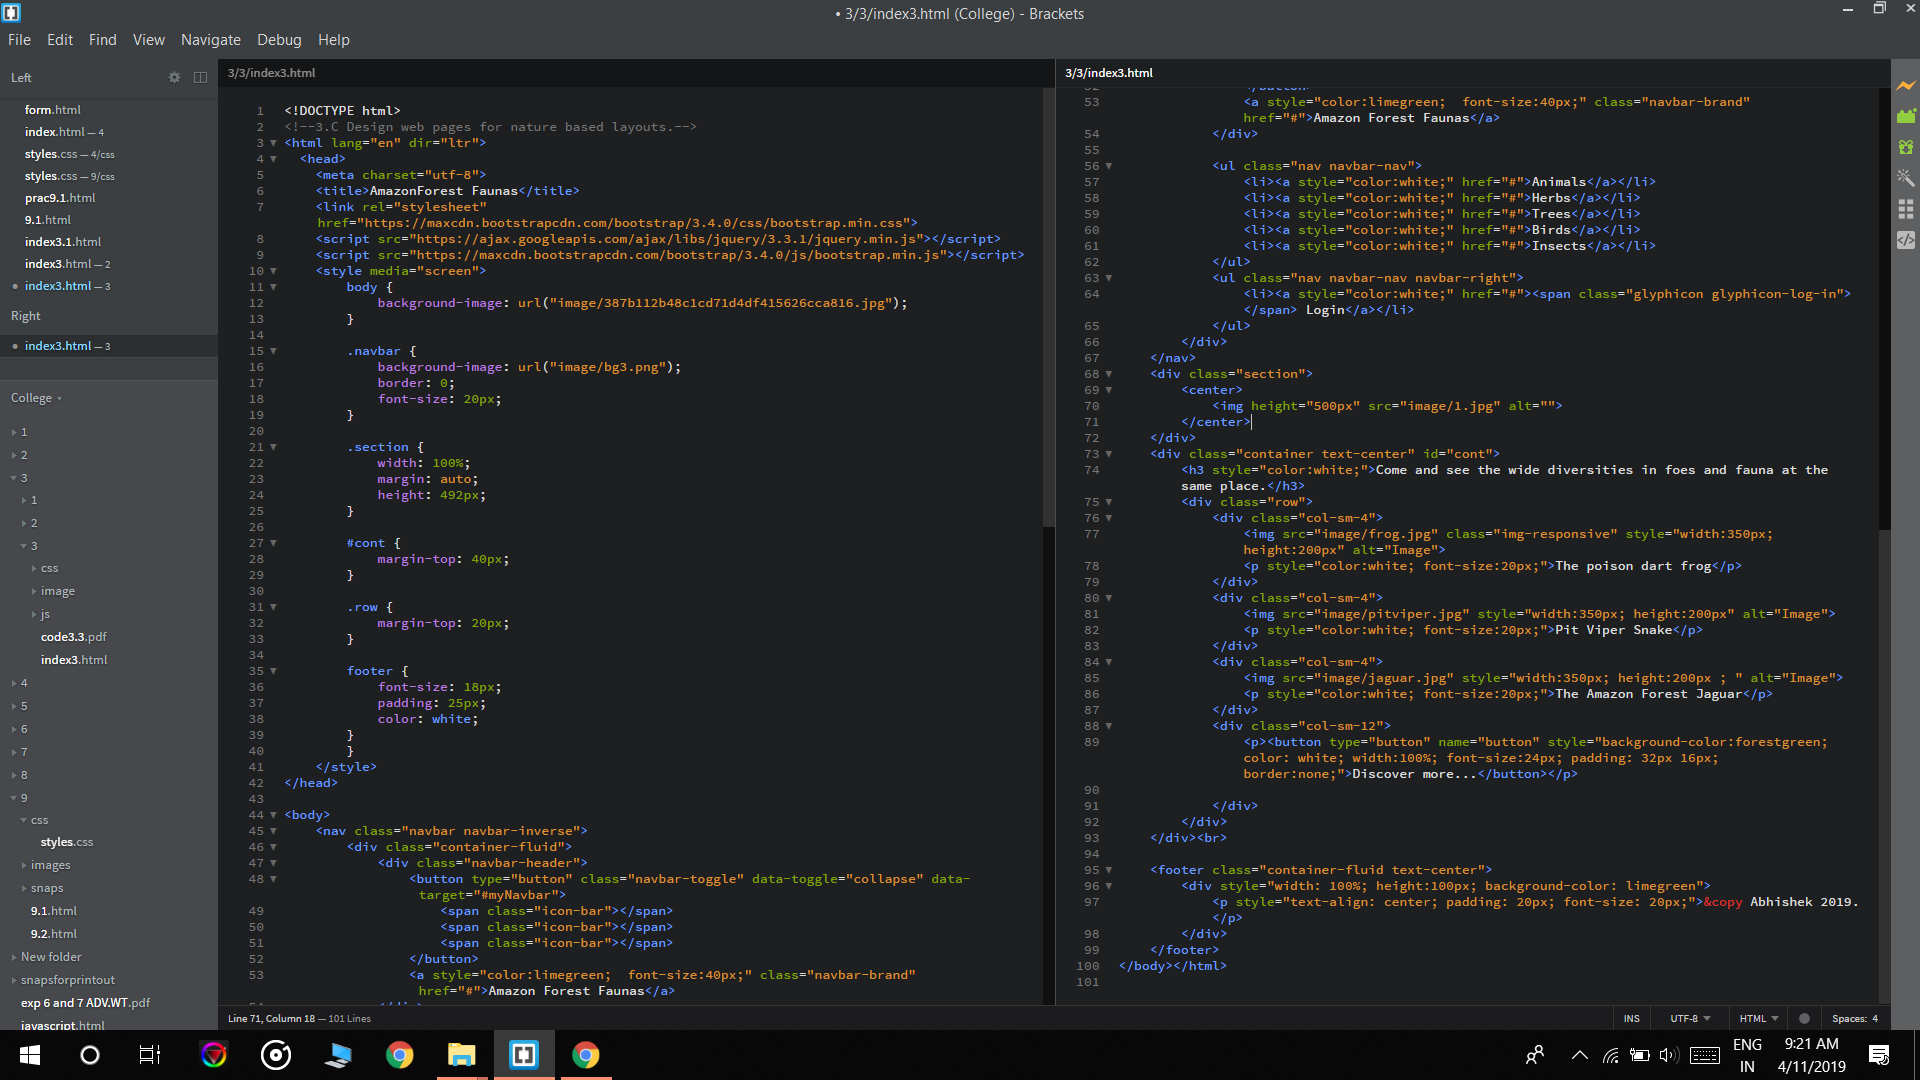 • 3/3/index3.html (College) - Brackets
File Edit Find View Navigate Debug Help
Left
form.html
index.html — 4
styles.css — 4/css
styles.css — 9/css
prac9.1.html
9.1.html
index3.1.html
index3.html — 2
• index3.html — 3
Right
• index3.html — 3
College
1
2
3
1
2
3
css
image
js
code3.3.pdf
index3.html
4
5
6
7
8
9
css
styles.css
images
snaps
9.1.html
9.2.html
New folder
snapsforprintout
exp 6 and 7 ADV.WT.pdf
javascript.html
3/3/index3.html
1 <!DOCTYPE html>
2 <!--3.C Design web pages for nature based layouts.-->
3 <html lang="en" dir="ltr">
4 <head>
5 <meta charset="utf-8">
6 <title>AmazonForest Faunas</title>
7 <link rel="stylesheet"
href="https://maxcdn.bootstrapcdn.com/bootstrap/3.4.0/css/bootstrap.min.css">
8 <script src="https://ajax.googleapis.com/ajax/libs/jquery/3.3.1/jquery.min.js"></script>
9 <script src="https://maxcdn.bootstrapcdn.com/bootstrap/3.4.0/js/bootstrap.min.js"></script>
10 <style media="screen">
11 body {
12 background-image: url("image/387b112b48c1cd71d4df415626cca816.jpg");
13 }
14
15 .navbar {
16 background-image: url("image/bg3.png");
17 border: 0;
18 font-size: 20px;
19 }
20
21 .section {
22 width: 100%;
23 margin: auto;
24 height: 492px;
25 }
26
27 #cont {
28 margin-top: 40px;
29 }
30
31 .row {
32 margin-top: 20px;
33 }
34
35 footer {
36 font-size: 18px;
37 padding: 25px;
38 color: white;
39 }
40 }
41 </style>
42 </head>
43
44 <body>
45 <nav class="navbar navbar-inverse">
46 <div class="container-fluid">
47 <div class="navbar-header">
48 <button type="button" class="navbar-toggle" data-toggle="collapse" data-
target="#myNavbar">
49 <span class="icon-bar"></span>
50 <span class="icon-bar"></span>
51 <span class="icon-bar"></span>
52 </button>
53 <a style="color:limegreen;  font-size:40px;" class="navbar-brand"
href="#">Amazon Forest Faunas</a>
54 </div>
3/3/index3.html
52 </button>
53 <a style="color:limegreen;  font-size:40px;" class="navbar-brand"
href="#">Amazon Forest Faunas</a>
54 </div>
55
56 <ul class="nav navbar-nav">
57 <li><a style="color:white;" href="#">Animals</a></li>
58 <li><a style="color:white;" href="#">Herbs</a></li>
59 <li><a style="color:white;" href="#">Trees</a></li>
60 <li><a style="color:white;" href="#">Birds</a></li>
61 <li><a style="color:white;" href="#">Insects</a></li>
62 </ul>
63 <ul class="nav navbar-nav navbar-right">
64 <li><a style="color:white;" href="#"><span class="glyphicon glyphicon-log-in">
</span> Login</a></li>
65 </ul>
66 </div>
67 </nav>
68 <div class="section">
69 <center>
70 <img height="500px" src="image/1.jpg" alt="">
71 </center>
72 </div>
73 <div class="container text-center" id="cont">
74 <h3 style="color:white;">Come and see the wide diversities in foes and fauna at the
same place.</h3>
75 <div class="row">
76 <div class="col-sm-4">
77 <img src="image/frog.jpg" class="img-responsive" style="width:350px;
height:200px" alt="Image">
78 <p style="color:white; font-size:20px;">The poison dart frog</p>
79 </div>
80 <div class="col-sm-4">
81 <img src="image/pitviper.jpg" style="width:350px; height:200px" alt="Image">
82 <p style="color:white; font-size:20px;">Pit Viper Snake</p>
83 </div>
84 <div class="col-sm-4">
85 <img src="image/jaguar.jpg" style="width:350px; height:200px ; " alt="Image">
86 <p style="color:white; font-size:20px;">The Amazon Forest Jaguar</p>
87 </div>
88 <div class="col-sm-12">
89 <p><button type="button" name="button" style="background-color:forestgreen;
color: white; width:100%; font-size:24px; padding: 32px 16px;
border:none;">Discover more...</button></p>
90
91 </div>
92 </div>
93 </div><br>
94
95 <footer class="container-fluid text-center">
96 <div style="width: 100%; height:100px; background-color: limegreen">
97 <p style="text-align: center; padding: 20px; font-size: 20px;">&copy Abhishek 2019.
</p>
98 </div>
99 </footer>
100 </body></html>
101
Line 71, Column 18 — 101 Lines
INS UTF-8 HTML Spaces: 4
ENG
IN
9:21 AM
4/11/2019